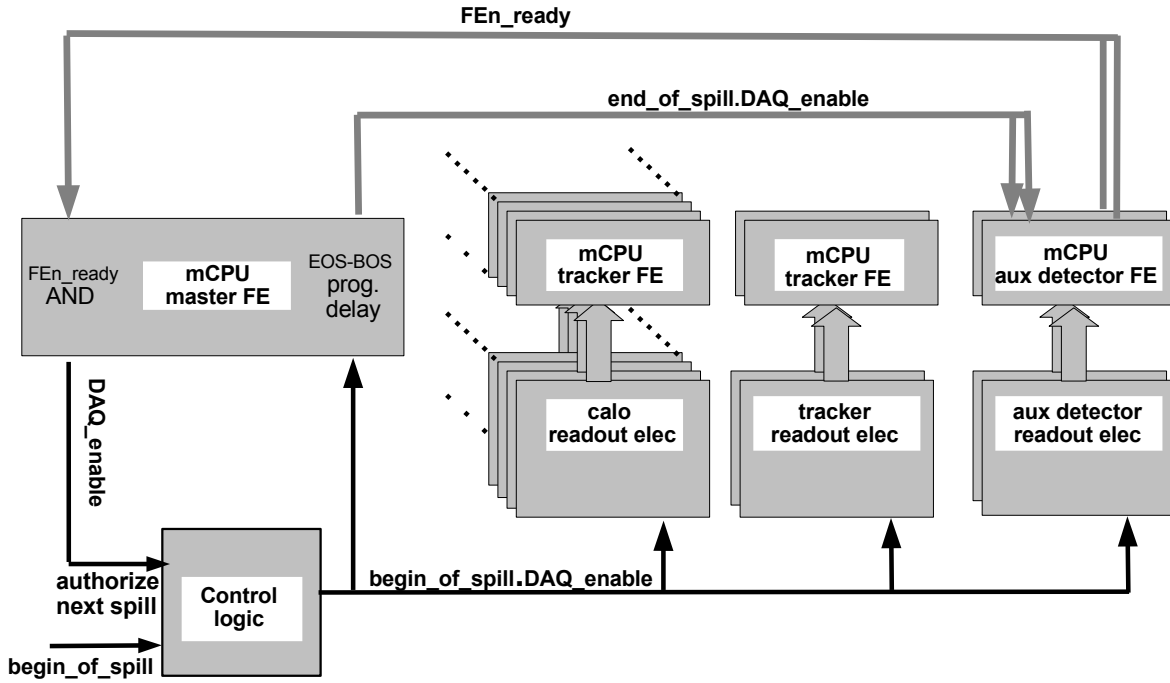 FEn_ready
end_of_spill.DAQ_enable
FEn_ready
AND
mCPU
master FE
EOS-BOS
prog.
delay
mCPU
tracker FE
mCPU
tracker FE
mCPU
aux detector FE
DAQ_enable
calo
readout elec
tracker
readout elec
aux detector
readout elec
authorize
next spill
Control
logic
begin_of_spill.DAQ_enable
begin_of_spill